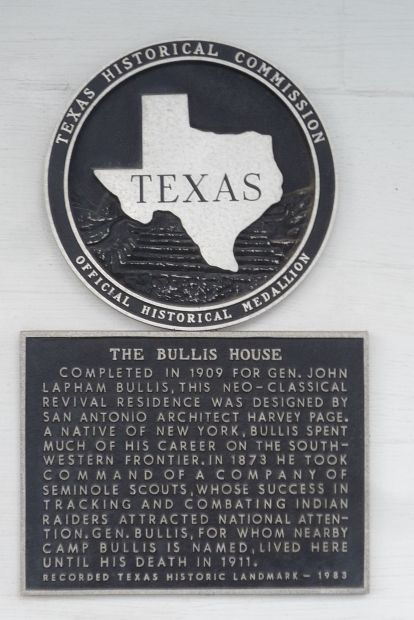 TEXAS HISTORICAL COMMISSION
TEXAS
OFFICIAL HISTORICAL MEDALLION
THE BULLIS HOUSE
COMPLETED IN 1909 FOR GEN. JOHN
LAPHAM BULLIS, THIS NEO-CLASSICAL
REVIVAL RESIDENCE WAS DESIGNED BY
SAN ANTONIO ARCHITECT HARVEY PAGE.
A NATIVE OF NEW YORK, BULLIS SPENT
MUCH OF HIS CAREER ON THE SOUTH-
WESTERN FRONTIER. IN 1873 HE TOOK
COMMAND OF A COMPANY OF
SEMINOLE SCOUTS, WHOSE SUCCESS IN
TRACKING AND COMBATING INDIAN
RAIDERS ATTRACTED NATIONAL ATTEN-
TION. GEN. BULLIS, FOR WHOM NEARBY
CAMP BULLIS IS NAMED, LIVED HERE
UNTIL HIS DEATH IN 1911.
RECORDED TEXAS HISTORIC LANDMARK - 1983